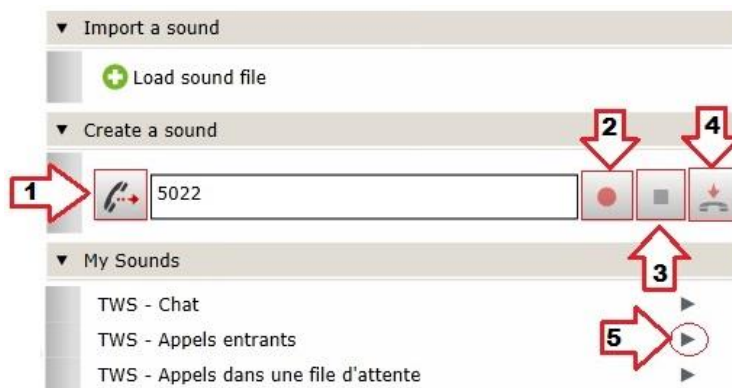 Import a sound
Load sound file
Create a sound
2
4
1
5022
3
My Sounds
TWS - Chat
TWS - Appels entrants
5
TWS - Appels dans une file d'attente